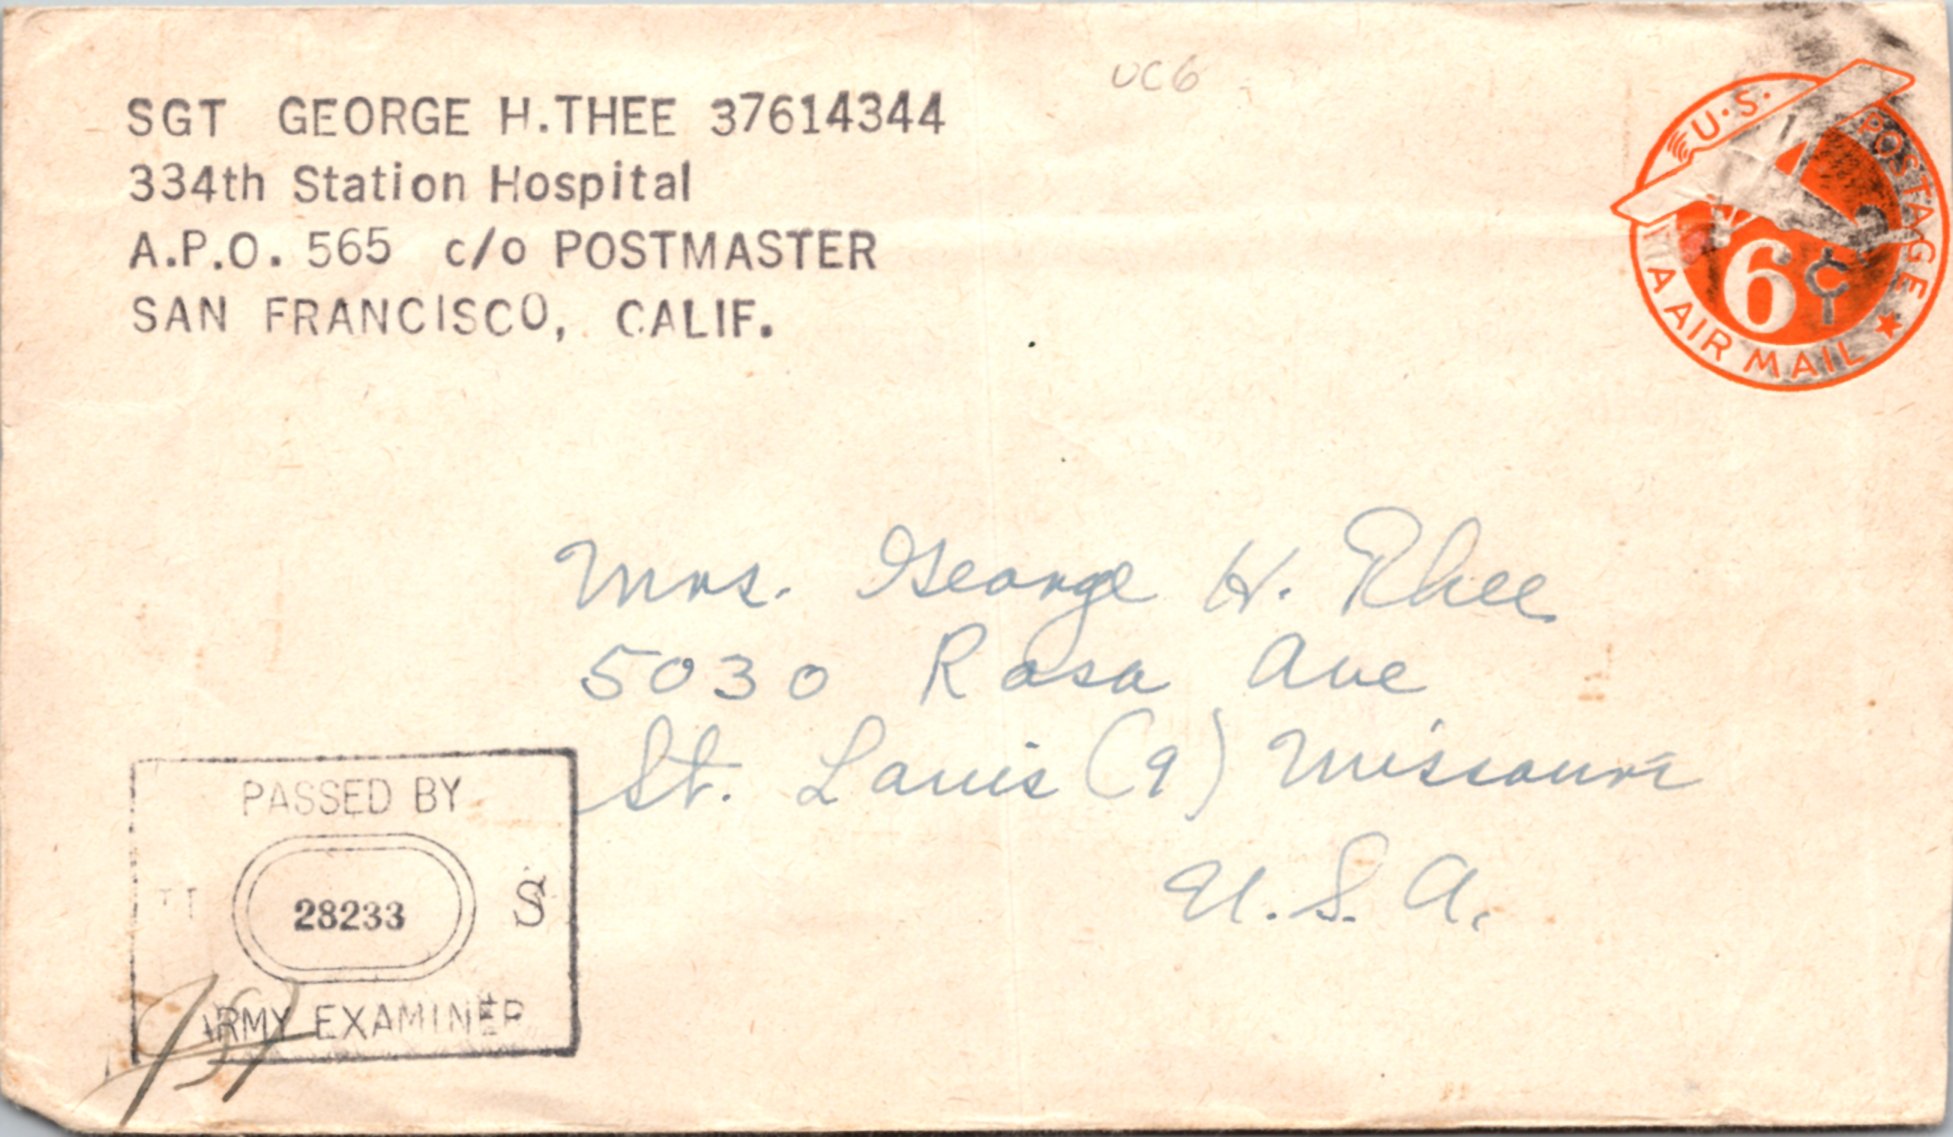 UC6
SGT GEORGE H. THEE 37614344
334th Station Hospital
A.P.O. 565 c/o POSTMASTER
SAN FRANCISCO, CALIF.
U.S. POSTAGE
6¢
VIA AIR MAIL
Mrs. George H. Thee
5030 Rosa Ave
St. Louis (9) Missouri
U.S.A.
PASSED BY
S
28233
ARMY EXAMINER